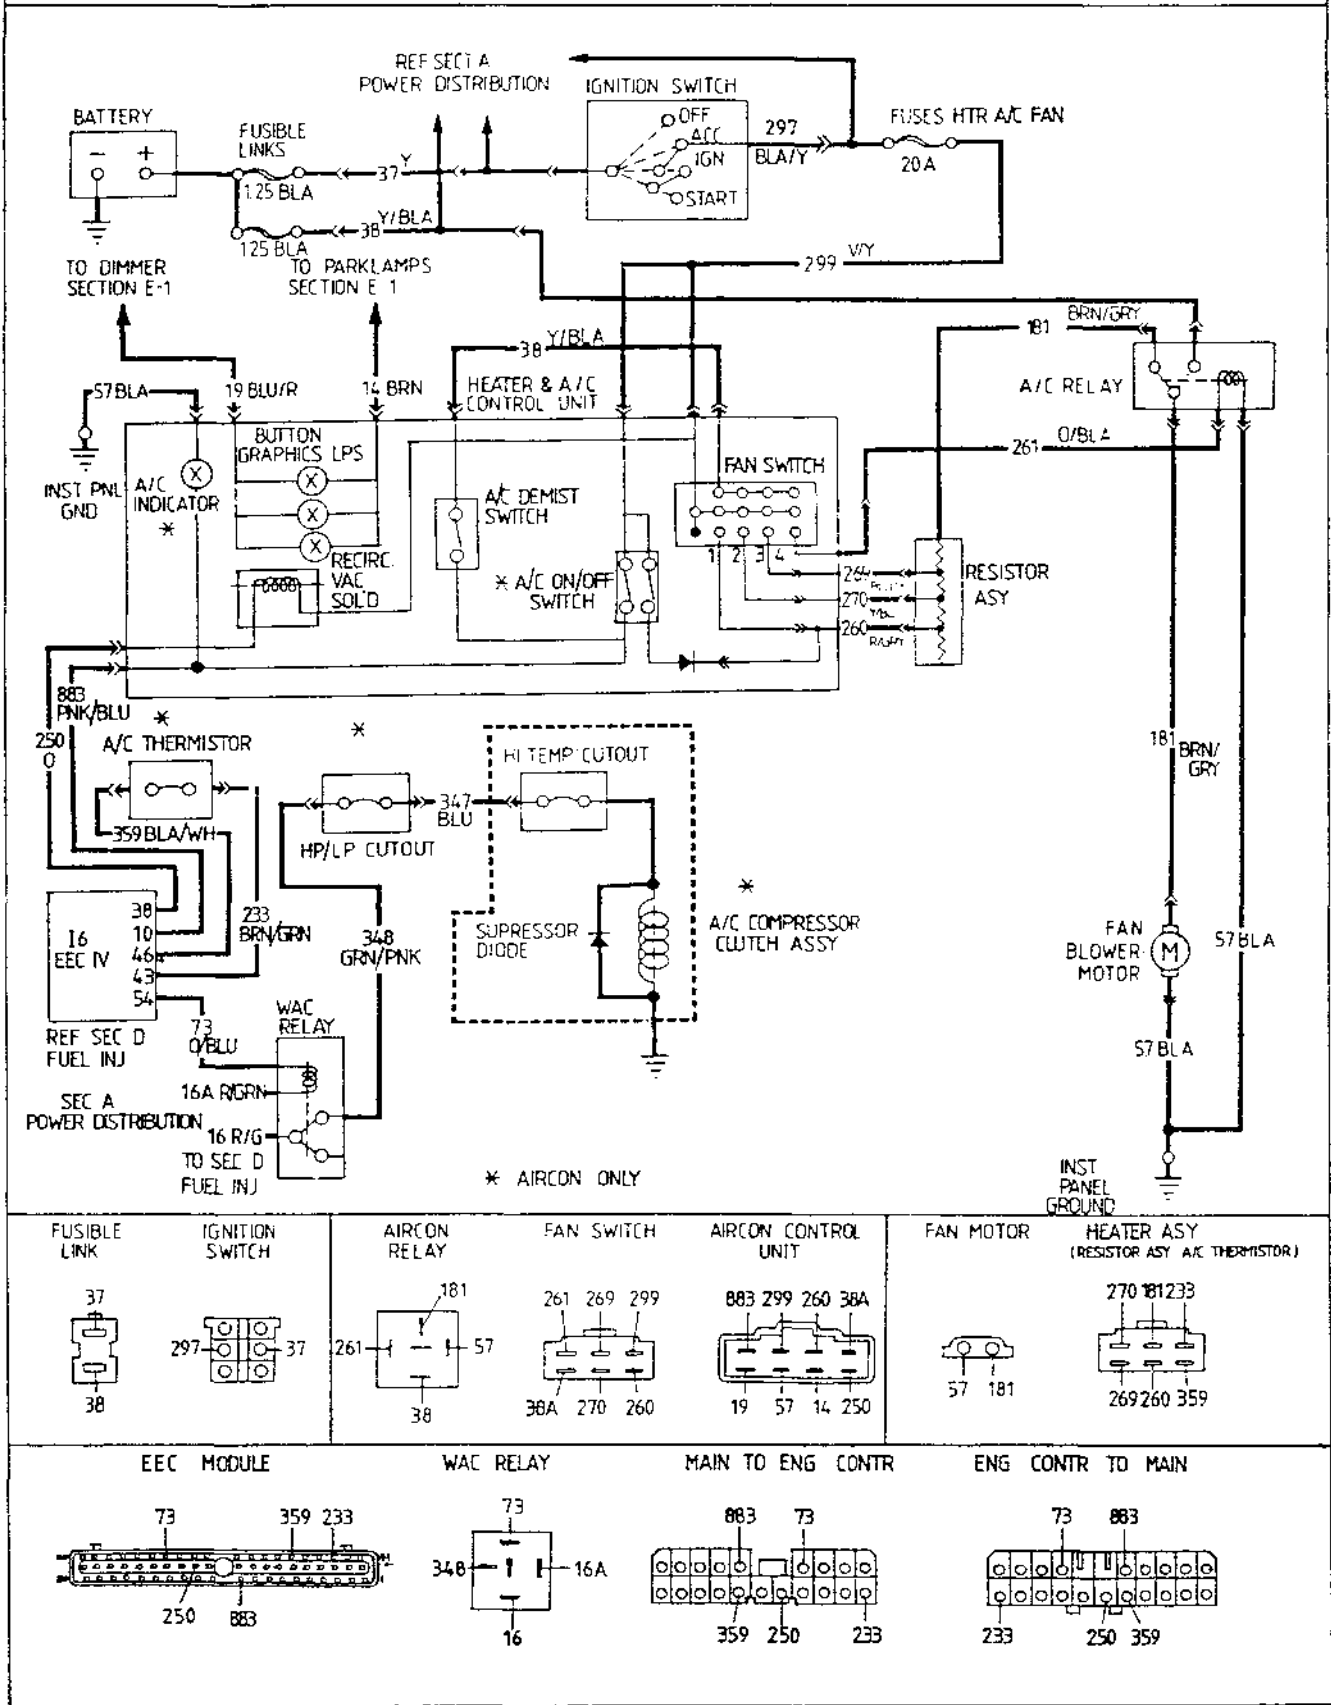 REF SECT A
POWER DISTRIBUTION
IGNITION SWITCH
OFF
ACC
IGN
START
297
BLA/Y
FUSES HTR A/C FAN
20 A
BATTERY
- +
FUSIBLE
LINKS
1.25 BLA
37 Y
38 Y/BLA
125 BLA
TO DIMMER
SECTION E-1
TO PARKLAMPS
SECTION E 1
299 V/Y
181 BRN/GRY
A/C RELAY
38 Y/BLA
57 BLA
19 BLU/R
14 BRN
HEATER & A/C
CONTROL UNIT
261 O/BLA
INST PNL
GND
A/C
INDICATOR
*
BUTTON
GRAPHICS LPS
X
X
X
X
RECIRC.
VAC
SOL'D
A/C DEMIST
SWITCH
* A/C ON/OFF
SWITCH
FAN SWITCH
1 2 3 4
269
270
260
R/GRY
RESISTOR
ASY
883
PNK/BLU
250
O
*
A/C THERMISTOR
359 BLA/WH
*
HP/LP CUTOUT
347
BLU
HI TEMP CUTOUT
SUPRESSOR
DIODE
*
A/C COMPRESSOR
CLUTCH ASSY
181
BRN/
GRY
FAN
BLOWER
MOTOR
M
57 BLA
57 BLA
I6
EEC IV
38
10
46
43
54
233
BRN/GRN
348
GRN/PNK
REF SEC D
FUEL INJ
73
O/BLU
WAC
RELAY
16A R/GRN
SEC A
POWER DISTRIBUTION
16 R/G
TO SEC D
FUEL INJ
* AIRCON ONLY
INST
PANEL
GROUND
FUSIBLE
LINK
37
38
IGNITION
SWITCH
297
37
AIRCON
RELAY
181
261
57
38
FAN SWITCH
261 269 299
38A 270 260
AIRCON CONTROL
UNIT
883 299 260 38A
19 57 14 250
FAN MOTOR
57 181
HEATER ASY
(RESISTOR ASY A/C THERMISTOR)
270 181 233
269 260 359
EEC MODULE
73 359 233
250 883
WAC RELAY
73
348
16A
16
MAIN TO ENG CONTR
883 73
359 250 233
ENG CONTR TO MAIN
73 883
233 250 359